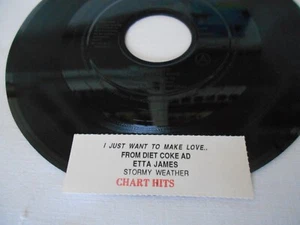 I JUST WANT TO MAKE LOVE..
FROM DIET COKE AD
ETTA JAMES
STORMY WEATHER
CHART HITS